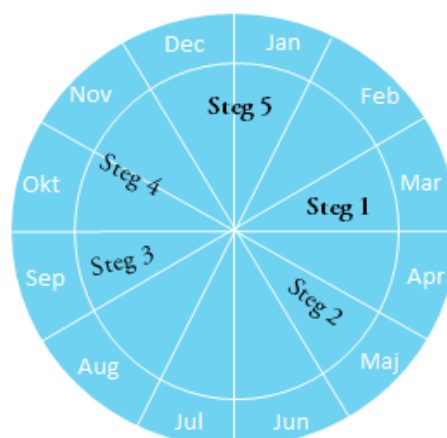 Dec
Jan
Nov
Feb
Steg 5
Okt
Steg 4
Steg 1
Mar
Sep
Steg 3
Steg 2
Apr
Aug
Maj
Jul
Jun